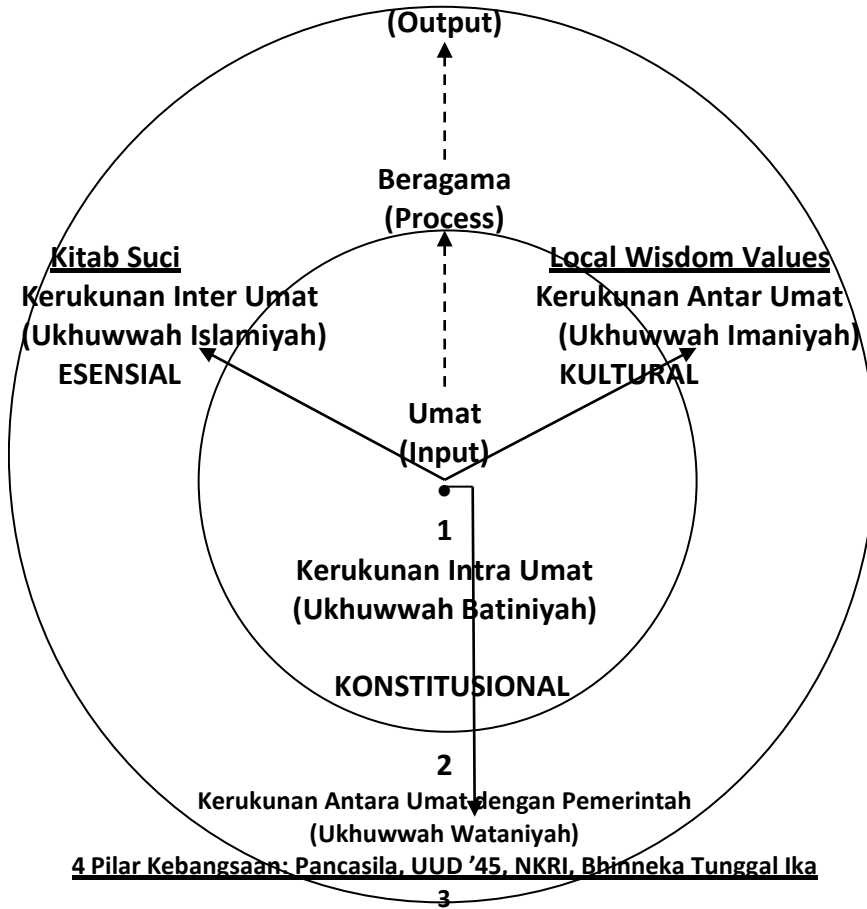 (Output)
Beragama
(Process)
Kitab Suci
Kerukunan Inter Umat
(Ukhuwwah Islamiyah)
ESENSIAL
Local Wisdom Values
Kerukunan Antar Umat
(Ukhuwwah Imaniyah)
KULTURAL
Umat
(Input)
1
Kerukunan Intra Umat
(Ukhuwwah Batiniyah)
KONSTITUSIONAL
2
Kerukunan Antara Umat dengan Pemerintah
(Ukhuwwah Wataniyah)
4 Pilar Kebangsaan: Pancasila, UUD ’45, NKRI, Bhinneka Tunggal Ika
3